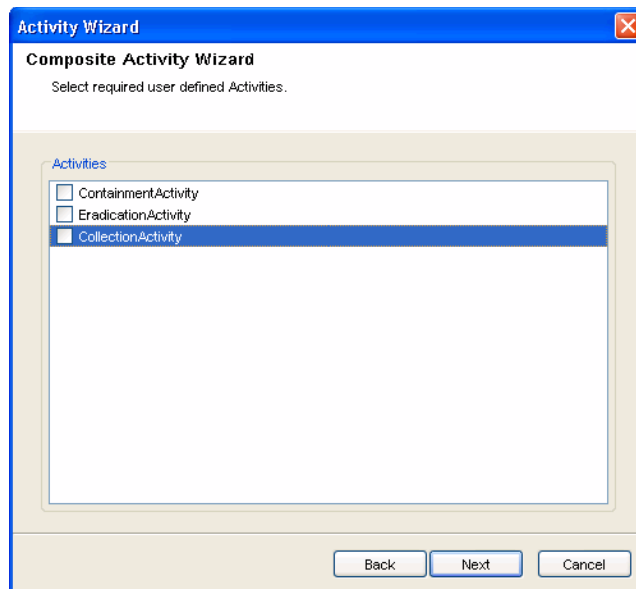 Activity Wizard
Composite Activity Wizard
Select required user defined Activities.
Activities
ContainmentActivity
EradicationActivity
CollectionActivity
Back Next Cancel